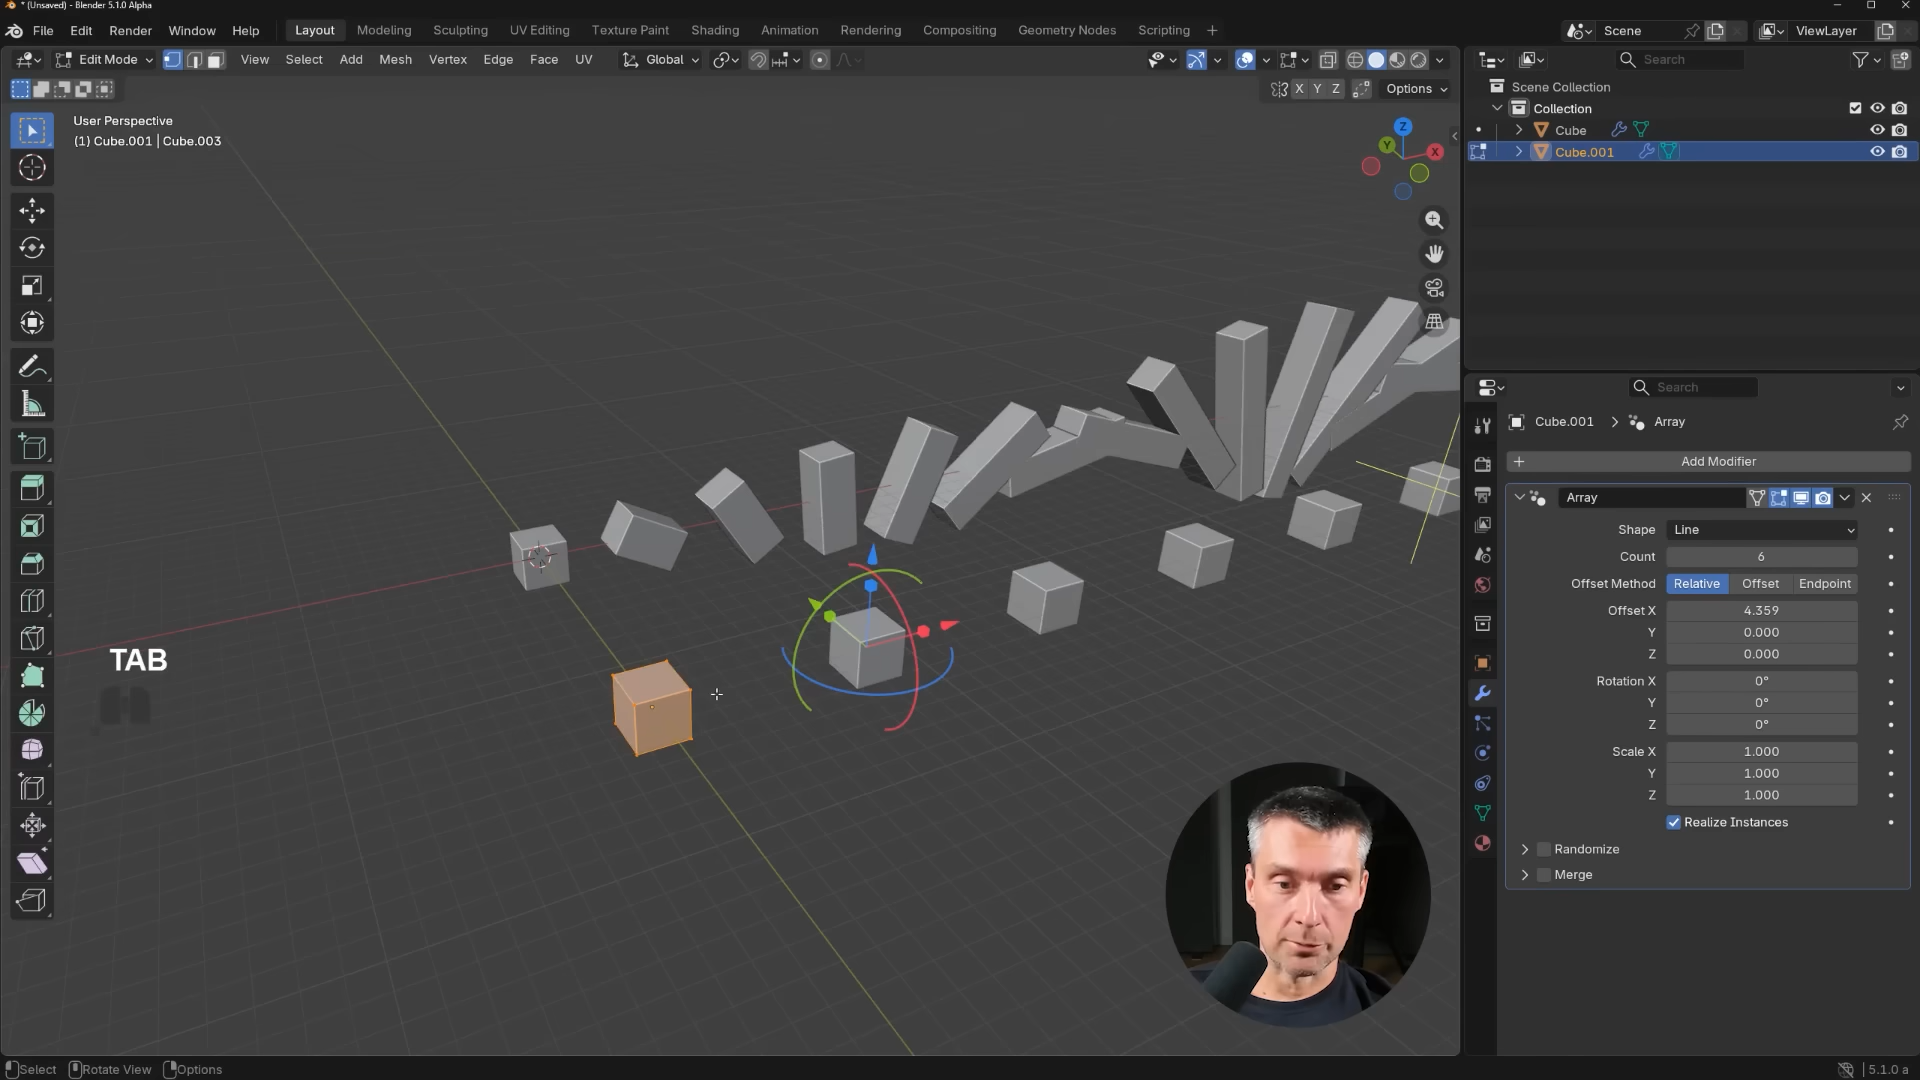 * (Unsaved) - Blender 5.1.0 Alpha
File Edit Render Window Help Layout Modeling Sculpting UV Editing Texture Paint Shading Animation Rendering Compositing Geometry Nodes Scripting + Scene ViewLayer
Edit Mode View Select Add Mesh Vertex Edge Face UV Global Search
X Y Z Options
Scene Collection
Collection
Cube
Cube.001
User Perspective
(1) Cube.001 | Cube.003
Z
Y
X
TAB
Search
Cube.001 > Array
+ Add Modifier
Array
Shape Line
Count 6
Offset Method Relative Offset Endpoint
Offset X 4.359
Y 0.000
Z 0.000
Rotation X 0°
Y 0°
Z 0°
Scale X 1.000
Y 1.000
Z 1.000
Realize Instances
Randomize
Merge
Select Rotate View Options 5.1.0 a